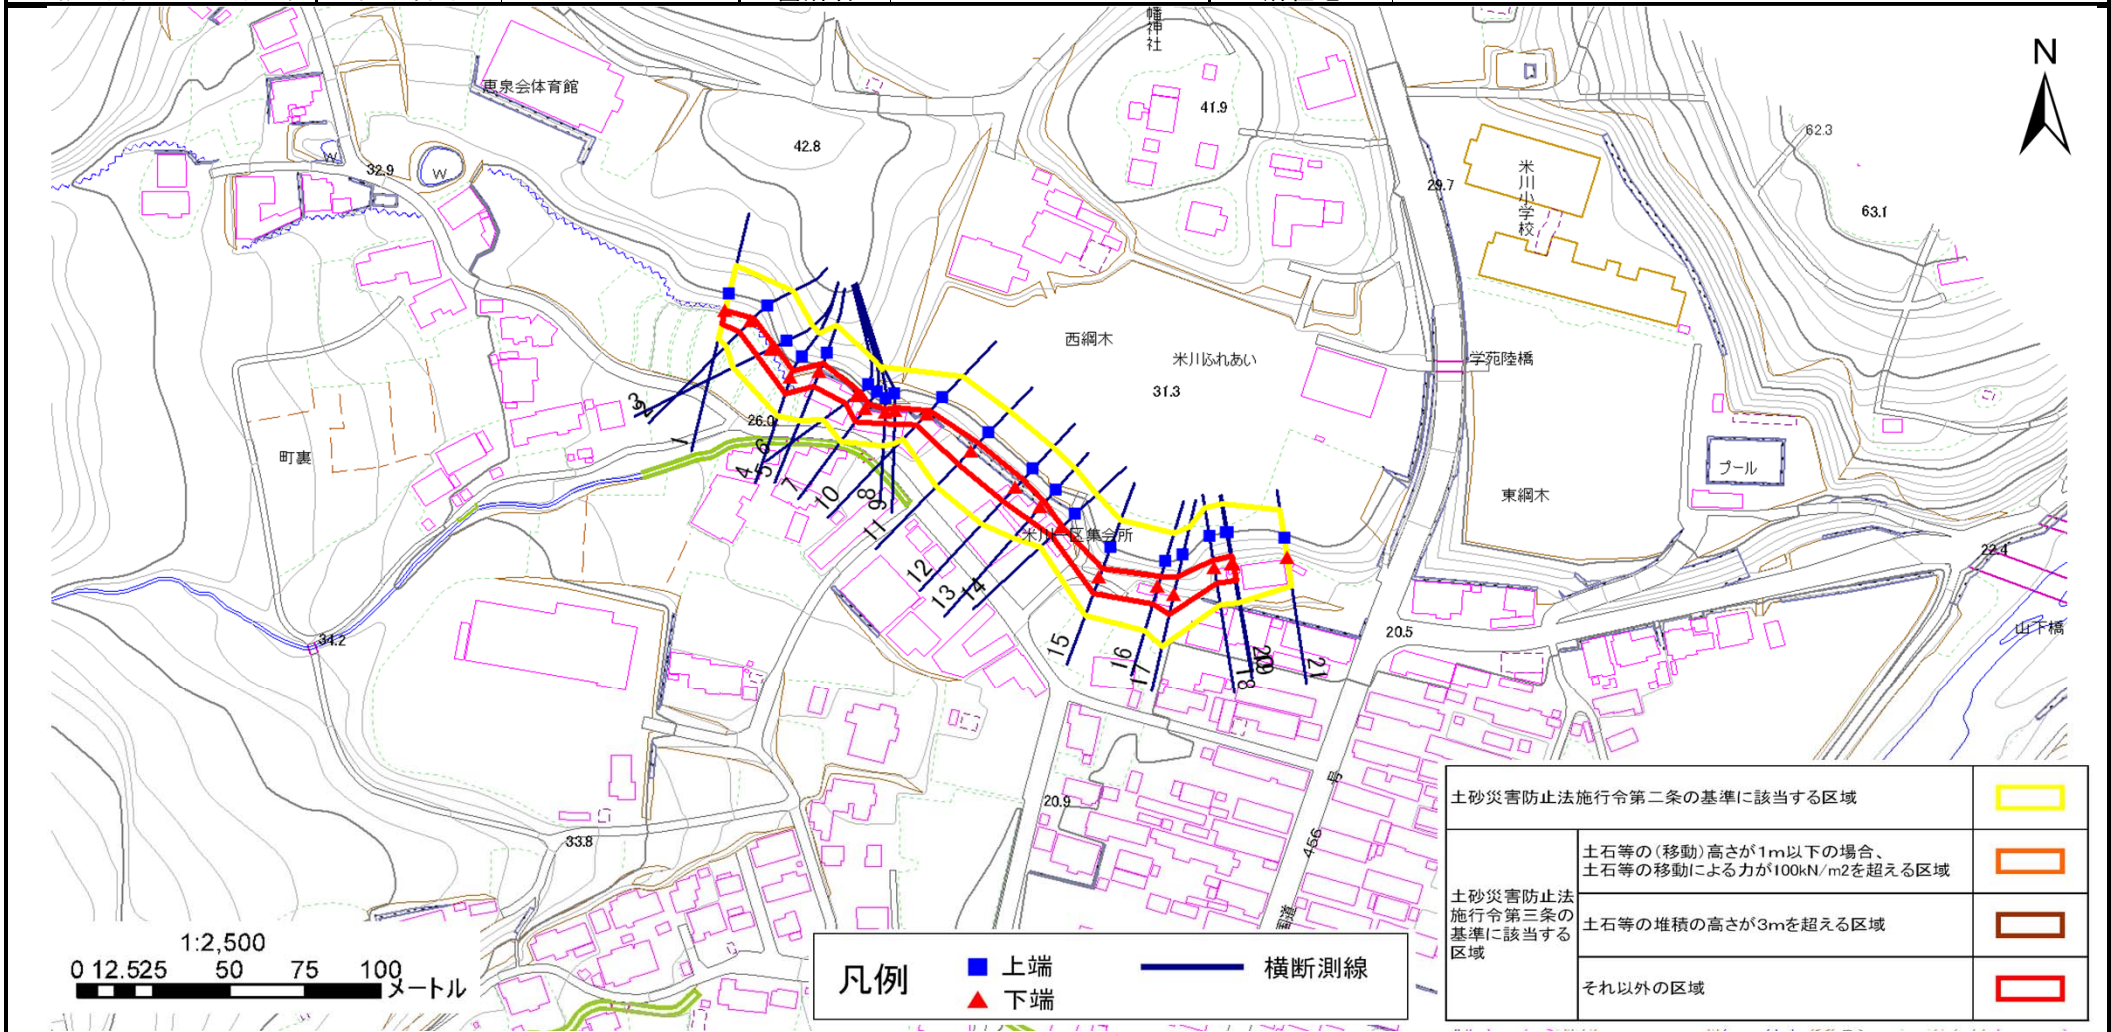 幡神社
N
恵泉会体育館
41.9
42.8
62.3
32.9
W
W
29.7
米川小学校
63.1
西綱木
米川ふれあい
学苑陸橋
31.3
1
26.0
町裏
4
5
6
7
10
8
9
11
プール
東綱木
米川一区集会所
12
13
14
22.4
15
16
17
18
21
20.5
山下橋
34.2
号
20.9
456
33.8
国道
土砂災害防止法施行令第二条の基準に該当する区域
土砂災害防止法
施行令第三条の
基準に該当する
区域
土石等の(移動)高さが1m以下の場合、
土石等の移動による力が100kN/m2を超える区域
土石等の堆積の高さが3mを超える区域
それ以外の区域
1:2,500
0 12.525 50 75 100
メートル
凡例
上端
下端
横断測線